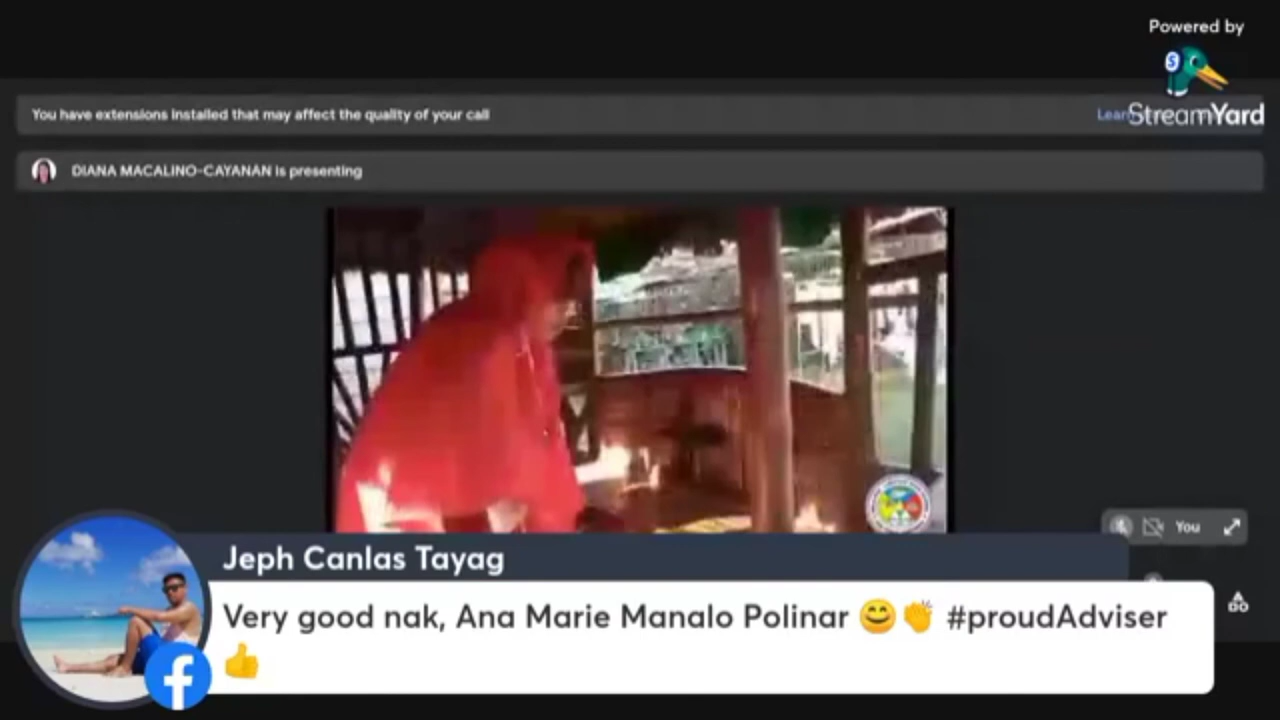 Powered by
StreamYard
You have extensions installed that may affect the quality of your call
Learn
DIANA MACALINO-CAYANAN is presenting
You
Jeph Canlas Tayag
Very good nak, Ana Marie Manalo Polinar 😊👏 #proudAdviser
👍